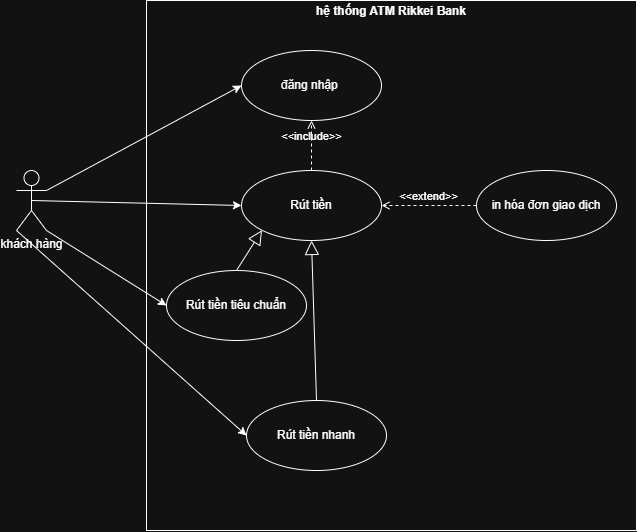 hệ thống ATM Rikkei Bank
đăng nhập
<<include>>
Rút tiền
<<extend>>
in hóa đơn giao dịch
khách hàng
Rút tiền tiêu chuẩn
Rút tiền nhanh